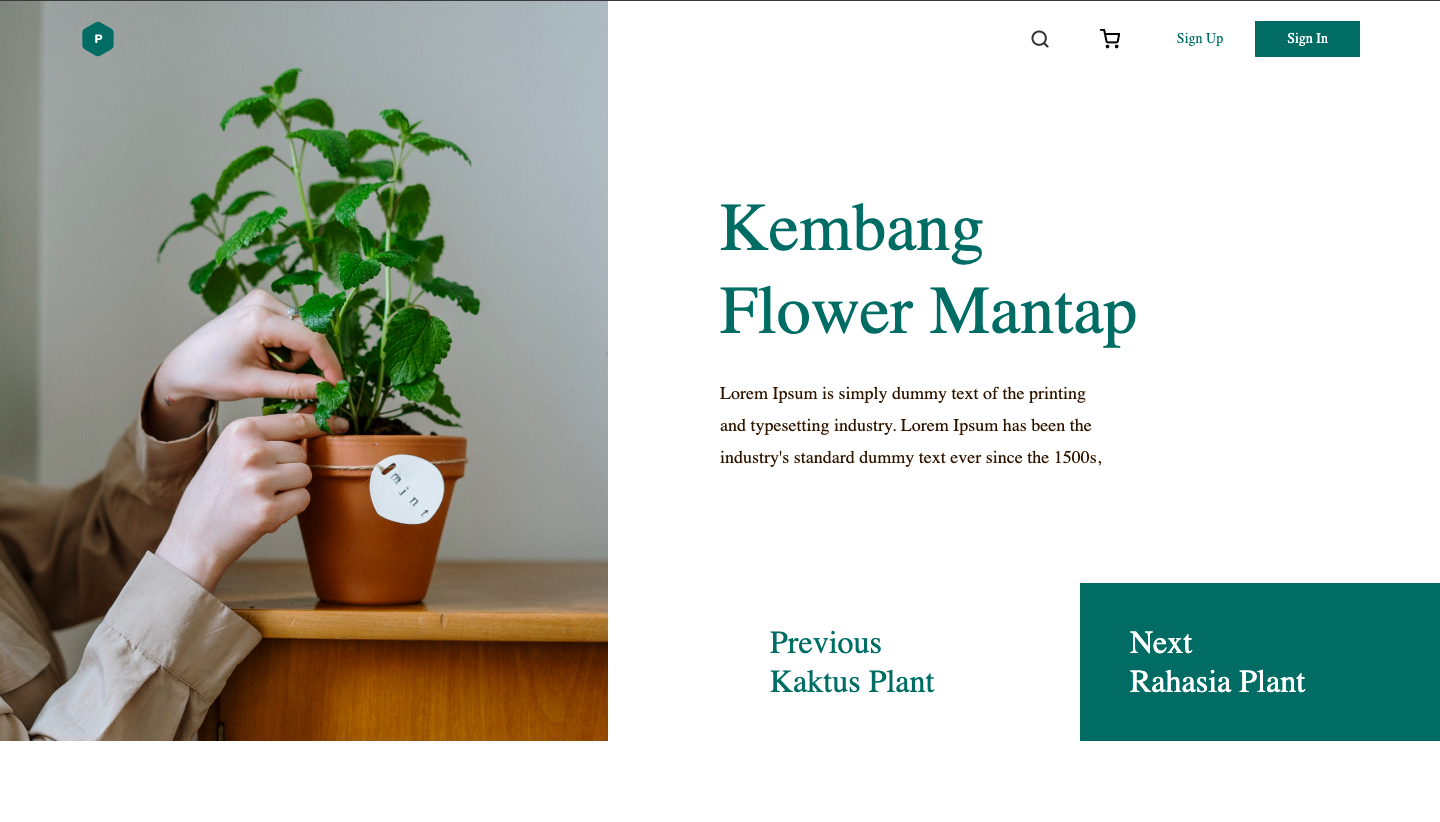 P
Sign Up
Sign In
Kembang
Flower Mantap
Lorem Ipsum is simply dummy text of the printing
and typesetting industry. Lorem Ipsum has been the
industry's standard dummy text ever since the 1500s,
mint
Previous
Kaktus Plant
Next
Rahasia Plant